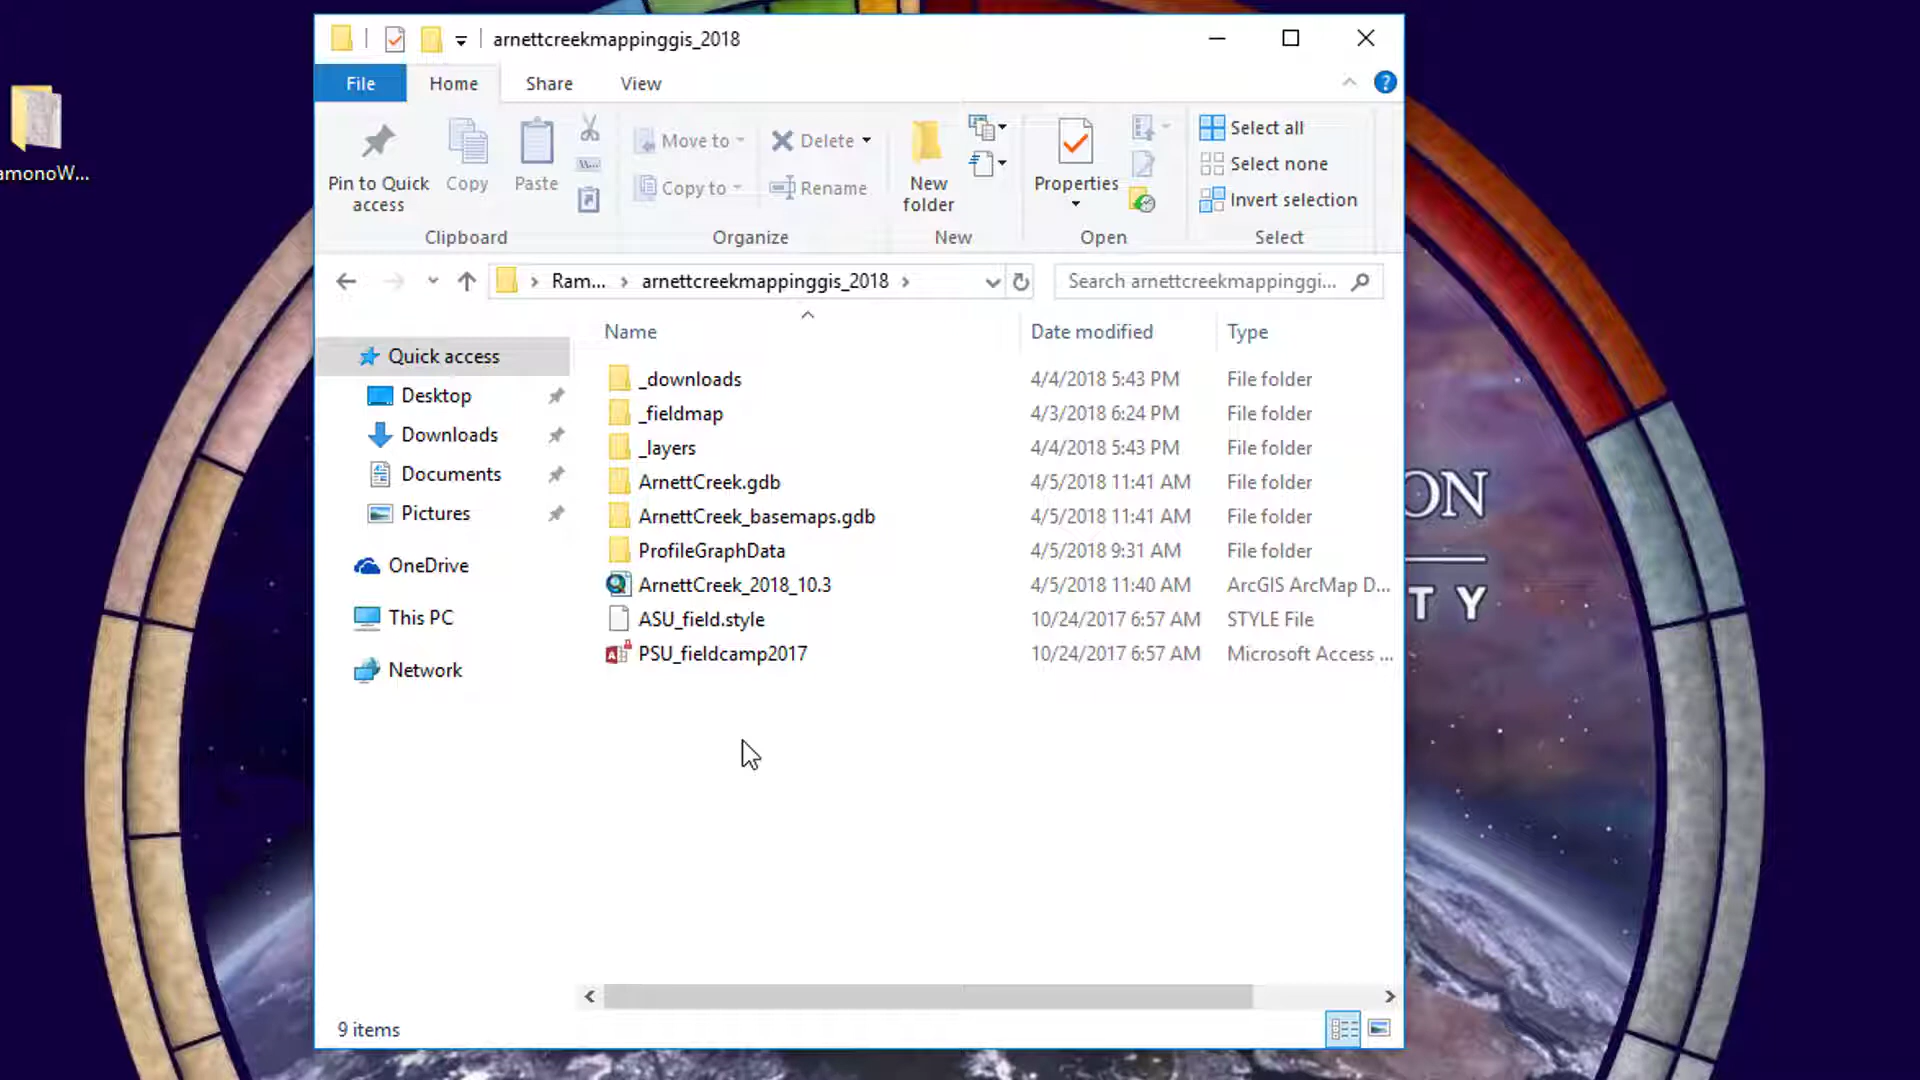 arnettcreekmappinggis_2018
File Home Share View
Pin to Quick access
Copy
Paste
Move to
Copy to
Delete
Rename
New folder
Properties
Select all
Select none
Invert selection
Clipboard Organize New Open Select
Ram... arnettcreekmappinggis_2018
Search arnettcreekmappinggi...
Name Date modified Type
Quick access
Desktop
Downloads
Documents
Pictures
OneDrive
This PC
Network
_downloads 4/4/2018 5:43 PM File folder
_fieldmap 4/3/2018 6:24 PM File folder
_layers 4/4/2018 5:43 PM File folder
ArnettCreek.gdb 4/5/2018 11:41 AM File folder
ArnettCreek_basemaps.gdb 4/5/2018 11:41 AM File folder
ProfileGraphData 4/5/2018 9:31 AM File folder
ArnettCreek_2018_10.3 4/5/2018 11:40 AM ArcGIS ArcMap D...
ASU_field.style 10/24/2017 6:57 AM STYLE File
PSU_fieldcamp2017 10/24/2017 6:57 AM Microsoft Access ...
9 items
amonoW...
ON
TY